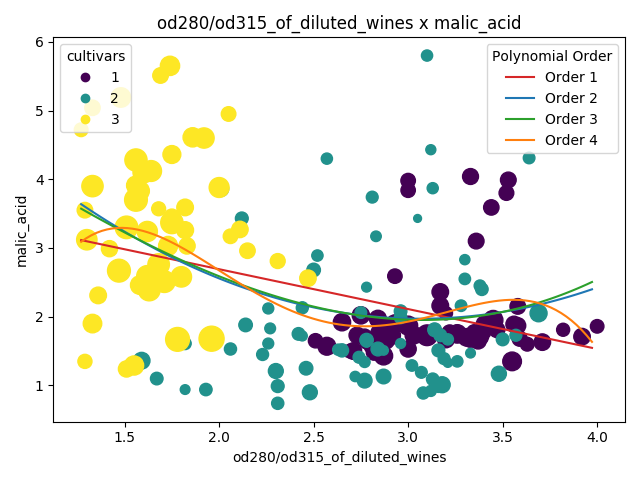 od280/od315_of_diluted_wines x malic_acid
cultivars
1
2
3
Polynomial Order
Order 1
Order 2
Order 3
Order 4
malic_acid
6
5
4
3
2
1
1.5 2.0 2.5 3.0 3.5 4.0
od280/od315_of_diluted_wines